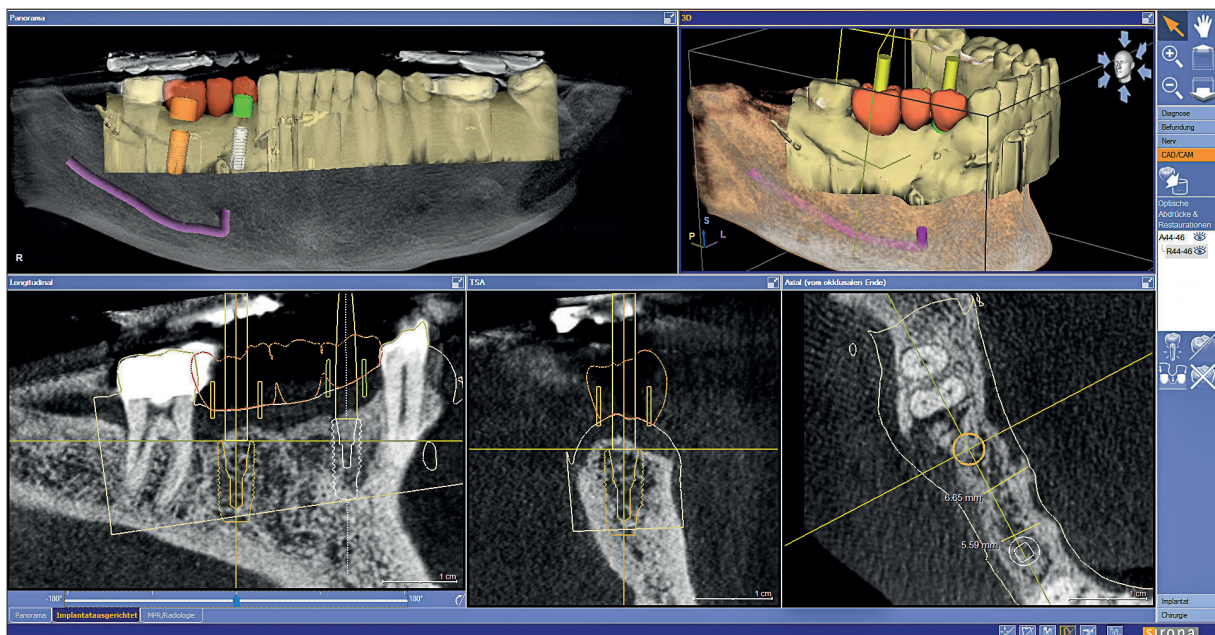 Panorama
3D
R
S
P
L
Diagnose
Befundung
Nerv
CAD/CAM
Optische
Abdrücke &
Restaurationen
A44-46
R44-46
Longitudinal
TSA
Axial (vom okklusalen Ende)
6.65 mm
5.59 mm
1 cm
1 cm
1 cm
-180°
180°
Panorama
Implantatausgerichtet
MPR/Radiologie
Implantat
Chirurgie
sirona